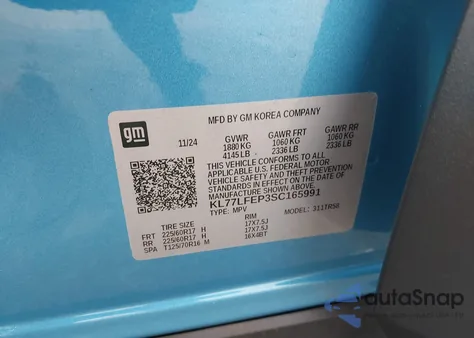 MFD BY GM KOREA COMPANY
gm
11/24 GVWR GAWR FRT GAWR RR
1880 KG 1060 KG 1060 KG
4145 LB 2336 LB 2336 LB
THIS VEHICLE CONFORMS TO ALL
APPLICABLE U.S. FEDERAL MOTOR
VEHICLE SAFETY AND THEFT PREVENTION
STANDARDS IN EFFECT ON THE DATE
OF MANUFACTURE SHOWN ABOVE.
KL77LFEP3SC165991
TYPE: MPV MODEL: 311TR58
TIRE SIZE RIM
FRT 225/60R17 H 17X7.5J
RR 225/60R17 H 17X7.5J
SPA T125/70R16 M 16X4BT
autaSnap